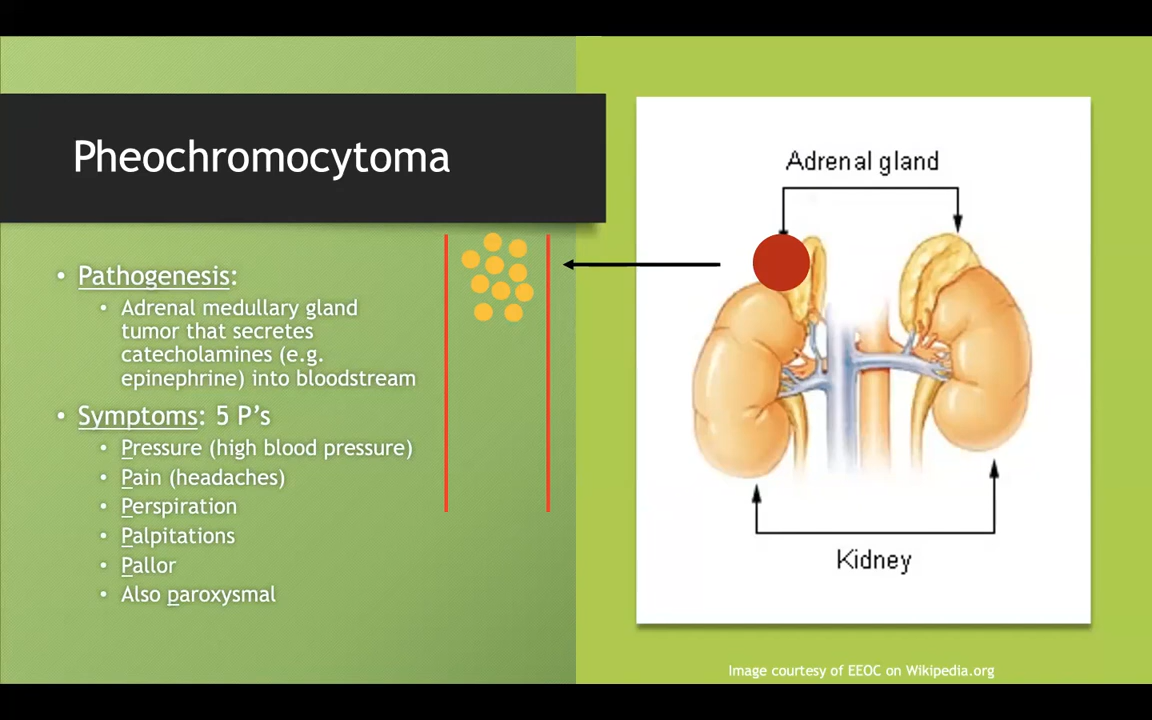 Pheochromocytoma
• Pathogenesis:
• Adrenal medullary gland
tumor that secretes
catecholamines (e.g.
epinephrine) into bloodstream
• Symptoms: 5 P’s
• Pressure (high blood pressure)
• Pain (headaches)
• Perspiration
• Palpitations
• Pallor
• Also paroxysmal
Adrenal gland
Kidney
Image courtesy of EEOC on Wikipedia.org